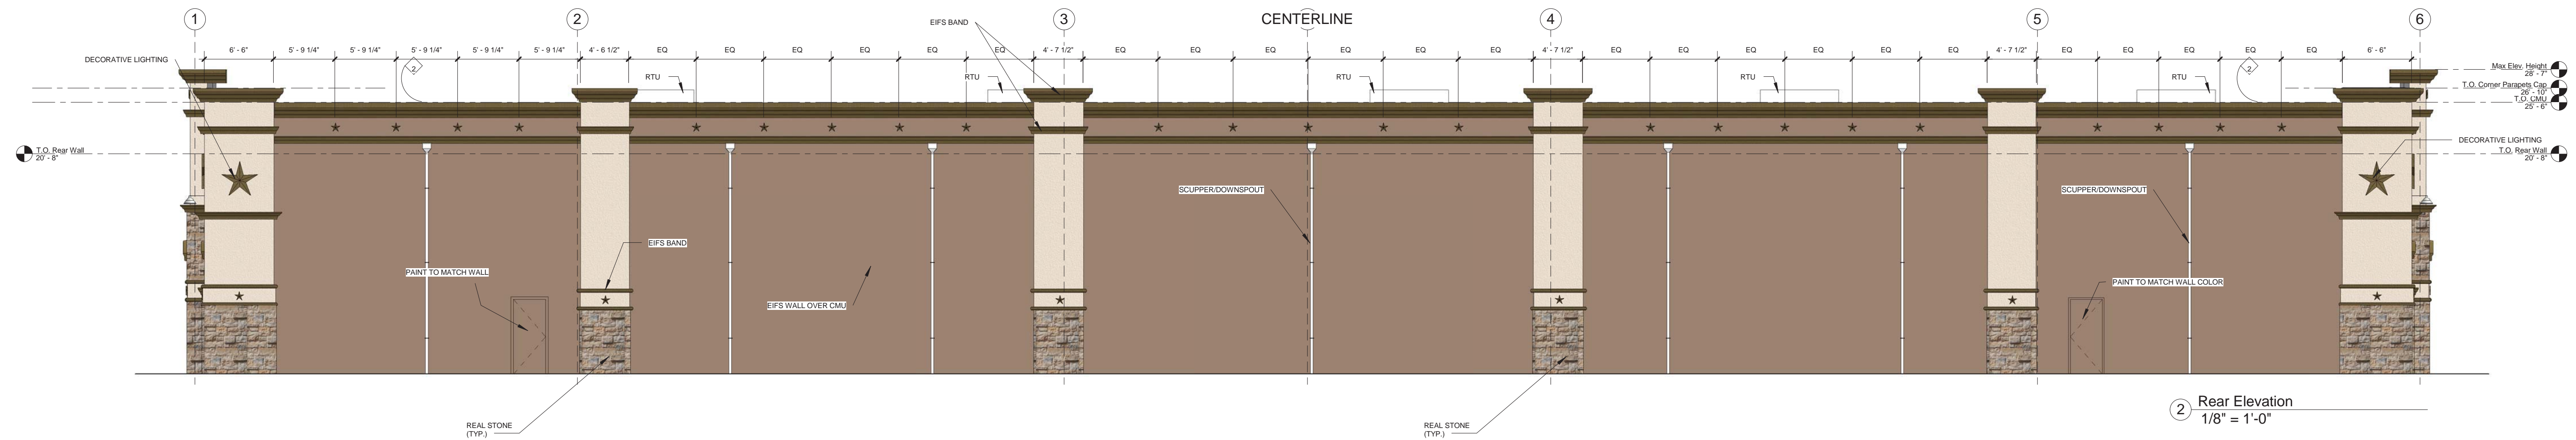 1
2
3
CENTERLINE
4
5
6
EIFS BAND
6' - 6"
5' - 9 1/4"
5' - 9 1/4"
5' - 9 1/4"
5' - 9 1/4"
5' - 9 1/4"
4' - 6 1/2"
EQ
EQ
EQ
EQ
EQ
EQ
4' - 7 1/2"
EQ
EQ
EQ
EQ
EQ
EQ
4' - 7 1/2"
EQ
EQ
EQ
EQ
EQ
EQ
4' - 7 1/2"
EQ
EQ
EQ
EQ
EQ
6' - 6"
DECORATIVE LIGHTING
2
2
RTU
RTU
RTU
RTU
RTU
Max Elev. Height
28' - 7"
T.O. Corner Parapets Cap
26' - 10"
T.O. CMU
25' - 6"
DECORATIVE LIGHTING
T.O. Rear Wall
20' - 8"
T.O. Rear Wall
20' - 8"
SCUPPER/DOWNSPOUT
SCUPPER/DOWNSPOUT
EIFS BAND
PAINT TO MATCH WALL
PAINT TO MATCH WALL COLOR
EIFS WALL OVER CMU
2
Rear Elevation
1/8" = 1'-0"
REAL STONE
(TYP.)
REAL STONE
(TYP.)